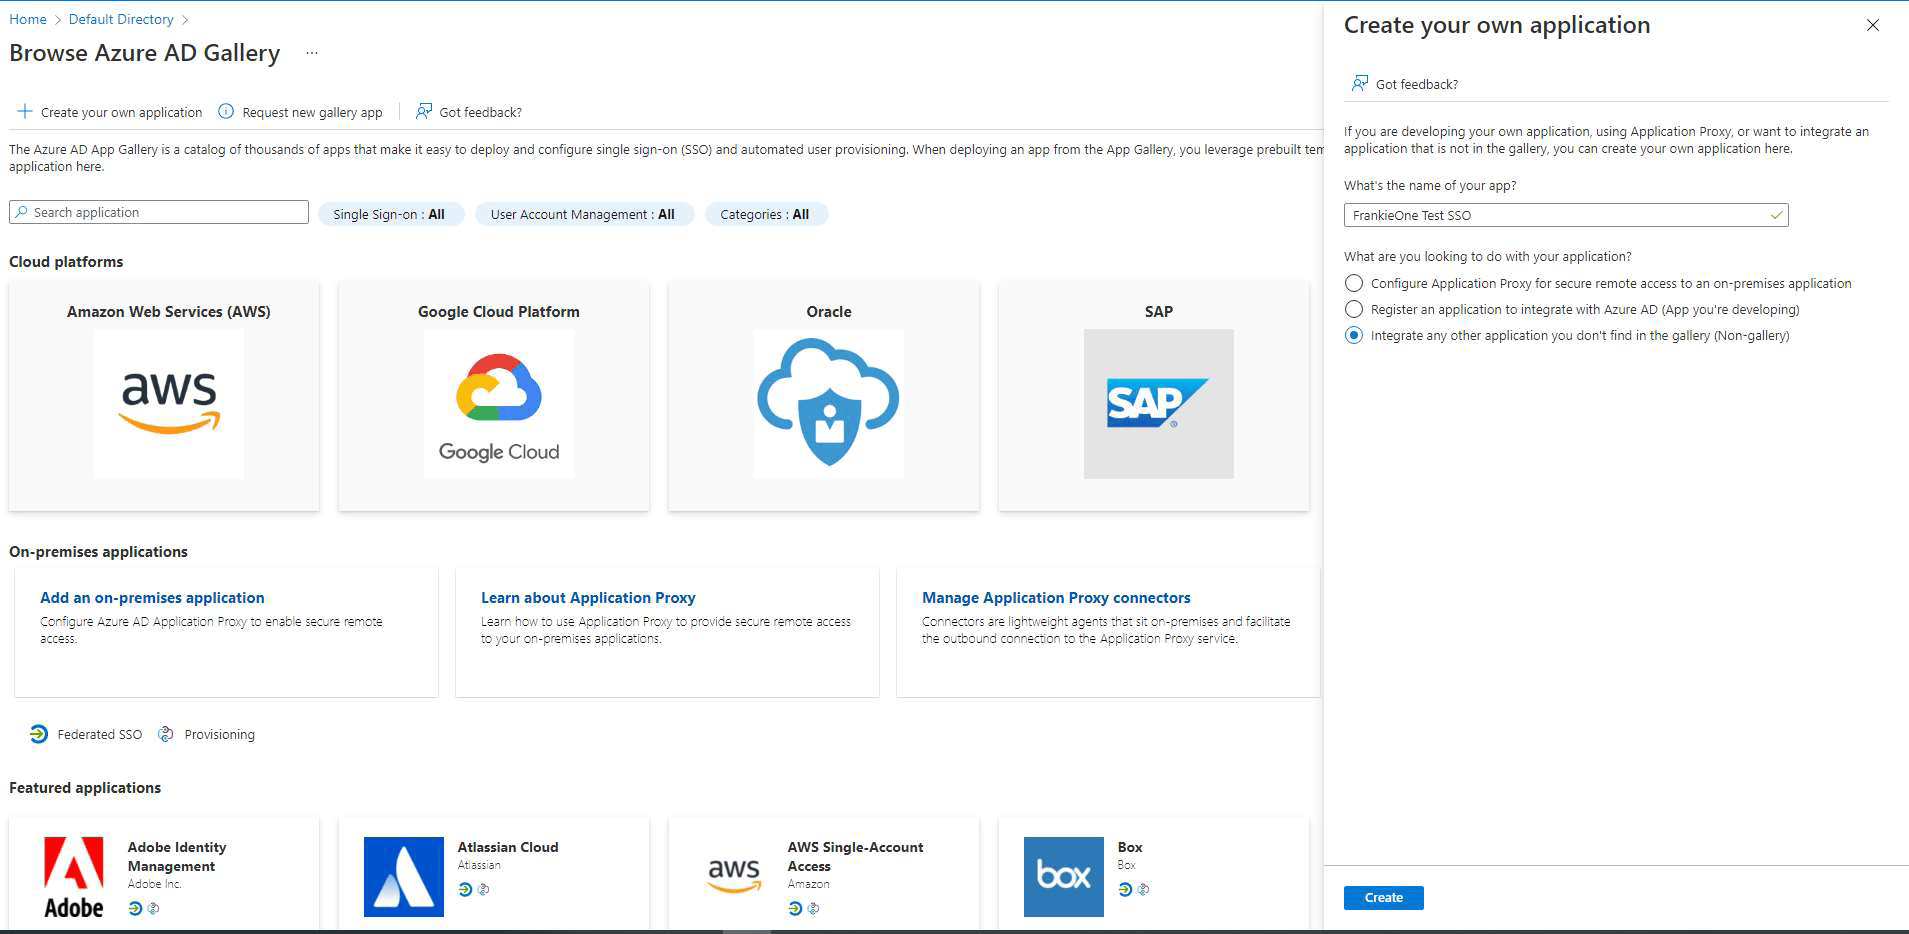 Home > Default Directory >
Browse Azure AD Gallery ...
Create your own application
Request new gallery app
Got feedback?
The Azure AD App Gallery is a catalog of thousands of apps that make it easy to deploy and configure single sign-on (SSO) and automated user provisioning. When deploying an app from the App Gallery, you leverage prebuilt tem
application here.
Search application
Single Sign-on : All
User Account Management : All
Categories : All
Cloud platforms
Amazon Web Services (AWS)
aws
Google Cloud Platform
Google Cloud
Oracle
SAP
SAP
®
On-premises applications
Add an on-premises application
Configure Azure AD Application Proxy to enable secure remote
access.
Learn about Application Proxy
Learn how to use Application Proxy to provide secure remote access
to your on-premises applications.
Manage Application Proxy connectors
Connectors are lightweight agents that sit on-premises and facilitate
the outbound connection to the Application Proxy service.
Federated SSO
Provisioning
Featured applications
Adobe
Adobe Identity
Management
Adobe Inc.
Atlassian Cloud
Atlassian
aws
AWS Single-Account
Access
Amazon
box
Box
Box
Create your own application
Got feedback?
If you are developing your own application, using Application Proxy, or want to integrate an
application that is not in the gallery, you can create your own application here.
What's the name of your app?
FrankieOne Test SSO
What are you looking to do with your application?
Configure Application Proxy for secure remote access to an on-premises application
Register an application to integrate with Azure AD (App you're developing)
Integrate any other application you don't find in the gallery (Non-gallery)
Create